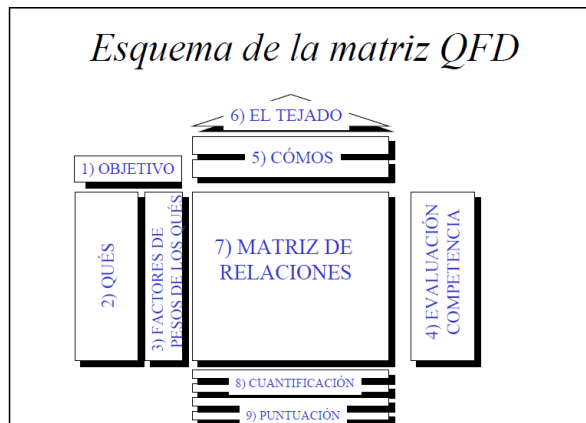 Esquema de la matriz QFD
6) EL TEJADO
5) CÓMOS
1) OBJETIVO
2) QUÉS
3) FACTORES DE
PESOS DE LOS QUÉS
7) MATRIZ DE
RELACIONES
4) EVALUACIÓN
COMPETENCIA
8) CUANTIFICACIÓN
9) PUNTUACIÓN